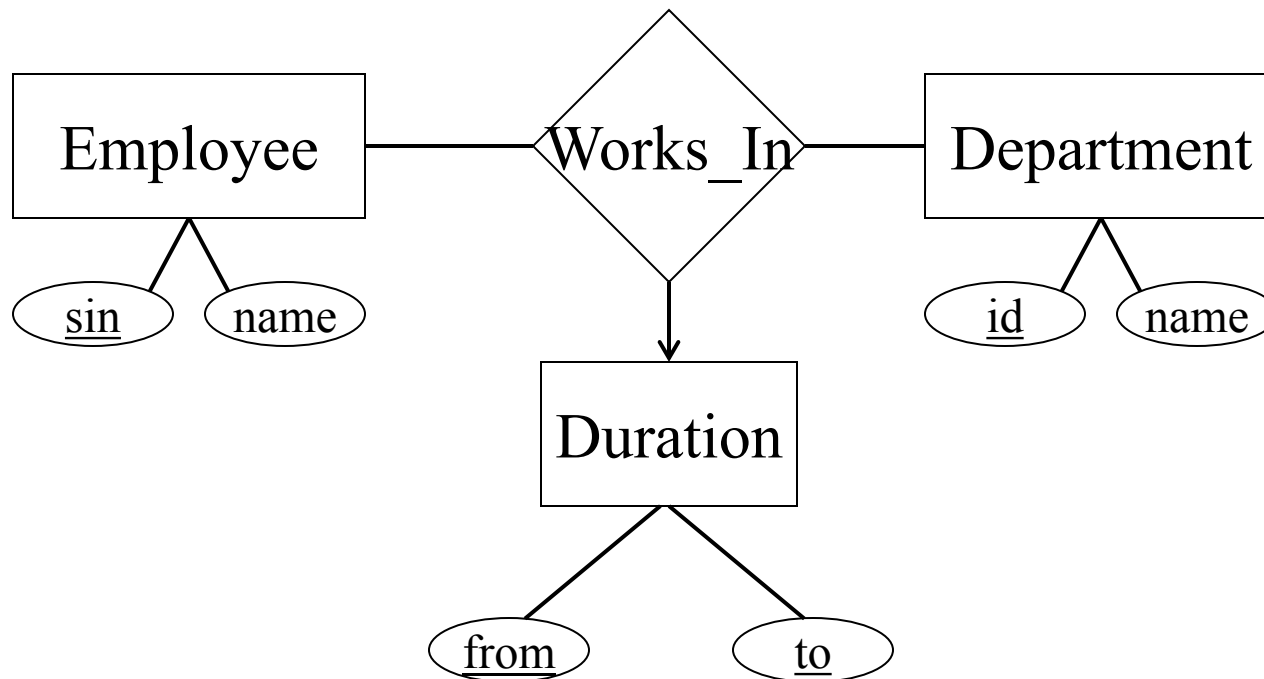 Employee
Works_In
Department
sin
name
id
name
Duration
from
to